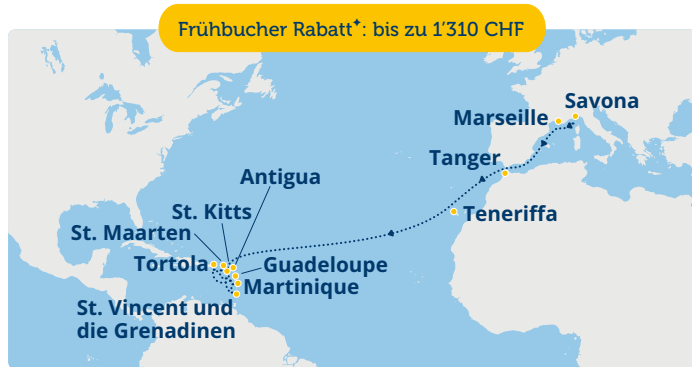 Frühbucher Rabatt✦: bis zu 1’310 CHF
Savona
Marseille
Tanger
Antigua
St. Kitts
Teneriffa
St. Maarten
Tortola
Guadeloupe
Martinique
St. Vincent und
die Grenadinen